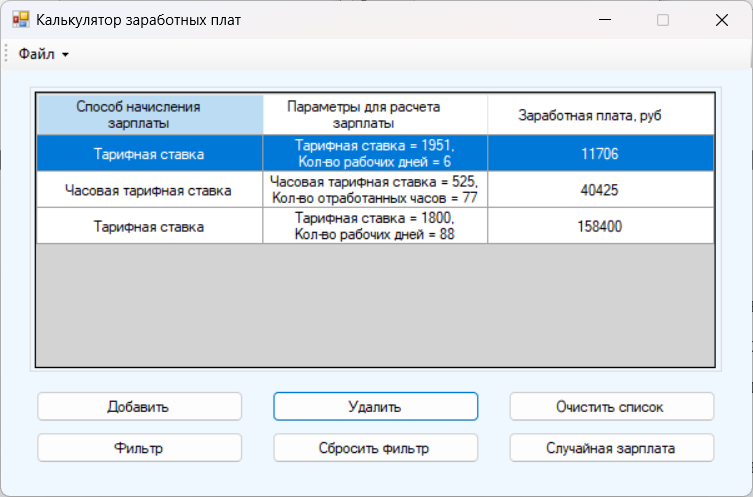 Калькулятор заработных плат
Файл
Способ начисления
зарплаты
Параметры для расчета
зарплаты
Заработная плата, руб
Тарифная ставка
Тарифная ставка = 1951,
Кол-во рабочих дней = 6
11706
Часовая тарифная ставка
Часовая тарифная ставка = 525,
Кол-во отработанных часов = 77
40425
Тарифная ставка
Тарифная ставка = 1800,
Кол-во рабочих дней = 88
158400
Добавить
Удалить
Очистить список
Фильтр
Сбросить фильтр
Случайная зарплата